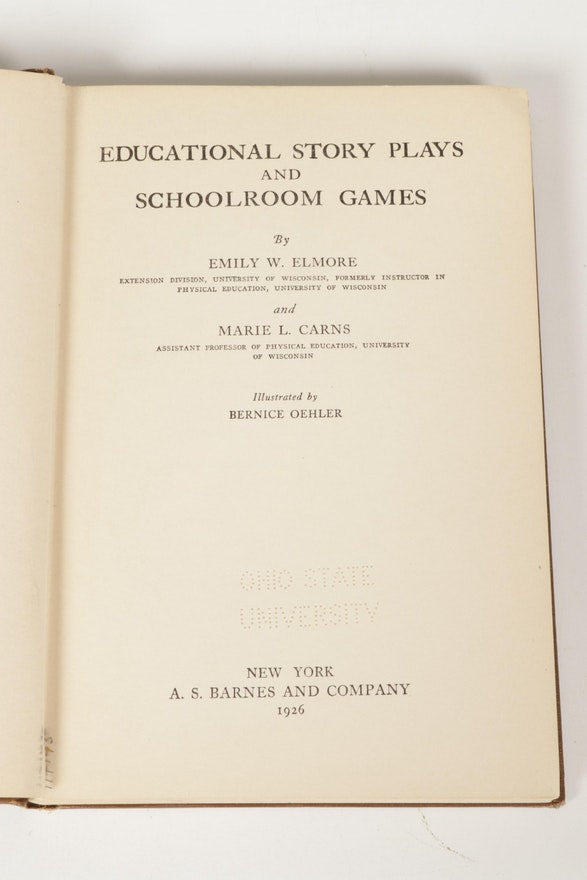 EDUCATIONAL STORY PLAYS
AND
SCHOOLROOM GAMES
By
EMILY W. ELMORE
EXTENSION DIVISION, UNIVERSITY OF WISCONSIN, FORMERLY INSTRUCTOR IN
PHYSICAL EDUCATION, UNIVERSITY OF WISCONSIN
and
MARIE L. CARNS
ASSISTANT PROFESSOR OF PHYSICAL EDUCATION, UNIVERSITY
OF WISCONSIN
Illustrated by
BERNICE OEHLER
OHIO STATE
UNIVERSITY
NEW YORK
A. S. BARNES AND COMPANY
1926